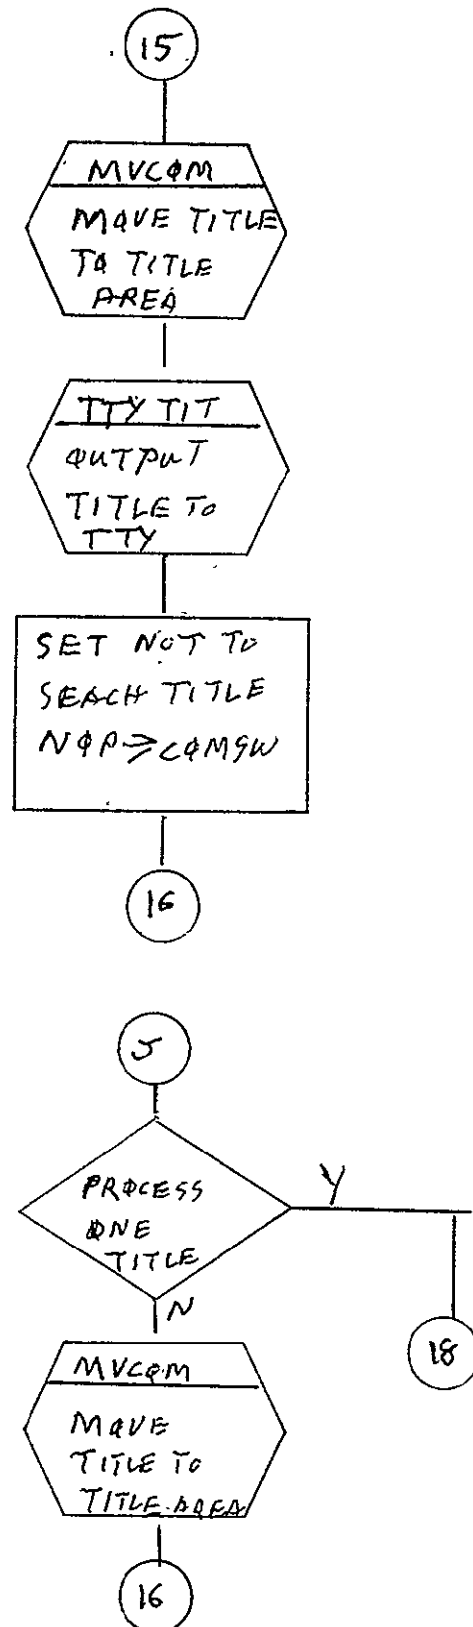 15
MVCØM
MØVE TITLE
TØ TITLE
AREA
TTY TIT
ØUTPUT
TITLE TO
TTY
SET NOT TO
SEACH TITLE
NØP→CØMSW
16
5
PRØCESS
ØNE
TITLE
Y
N
18
MVCØM
MØVE
TITLE TO
TITLE AREA
16